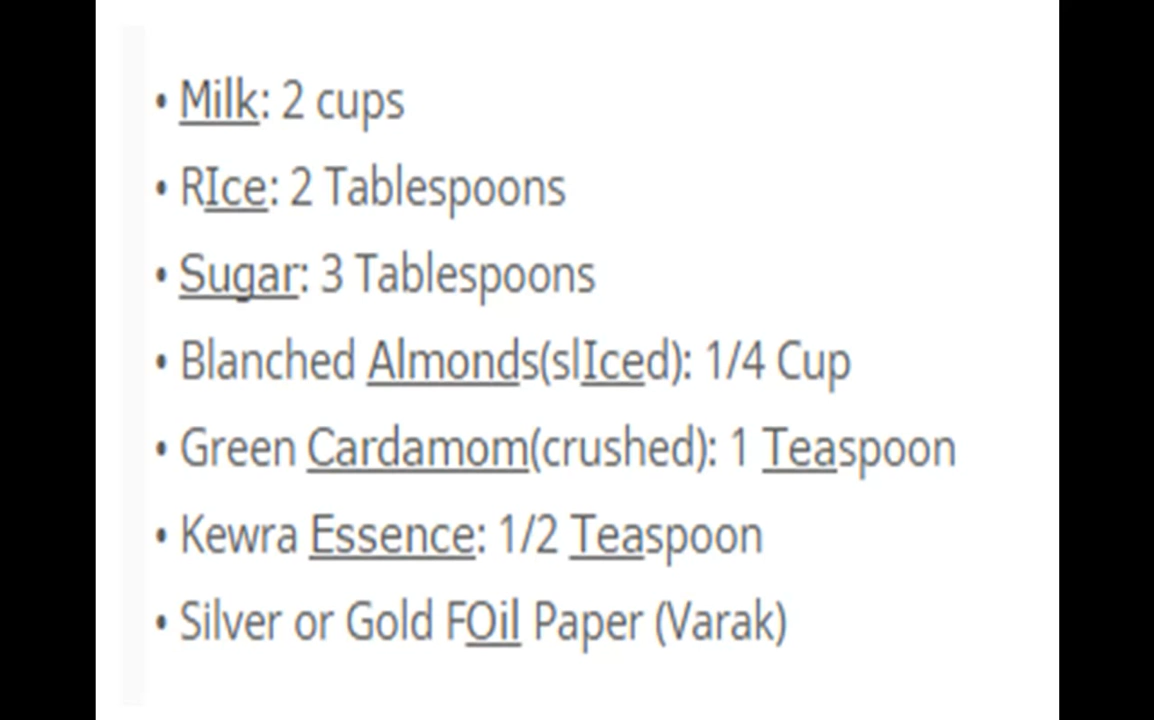 • Milk: 2 cups
• RIce: 2 Tablespoons
• Sugar: 3 Tablespoons
• Blanched Almonds(slIced): 1/4 Cup
• Green Cardamom(crushed): 1 Teaspoon
• Kewra Essence: 1/2 Teaspoon
• Silver or Gold FOil Paper (Varak)